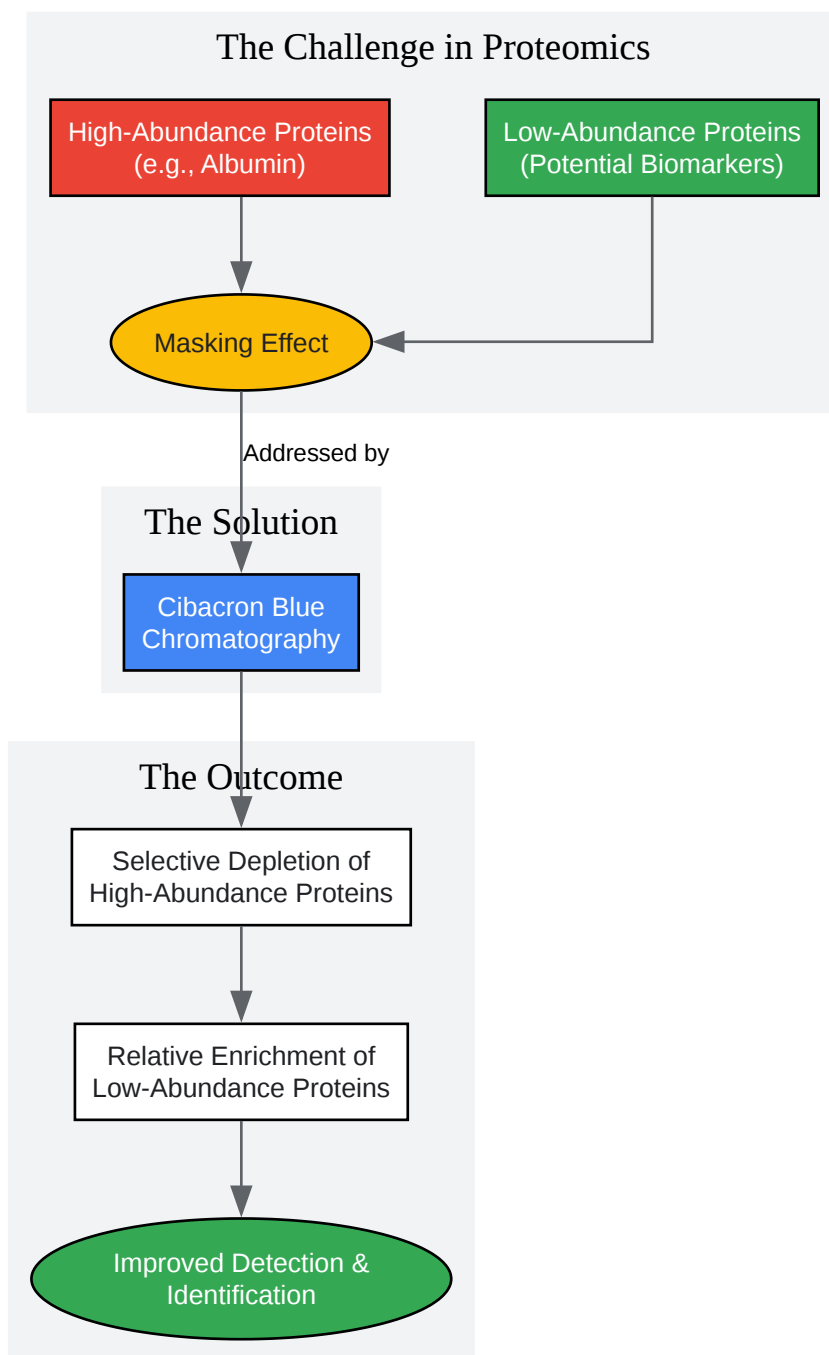 The Challenge in Proteomics
High-Abundance Proteins
(e.g., Albumin)
Low-Abundance Proteins
(Potential Biomarkers)
Masking Effect
Addressed by
The Solution
Cibacron Blue
Chromatography
The Outcome
Selective Depletion of
High-Abundance Proteins
Relative Enrichment of
Low-Abundance Proteins
Improved Detection &
Identification